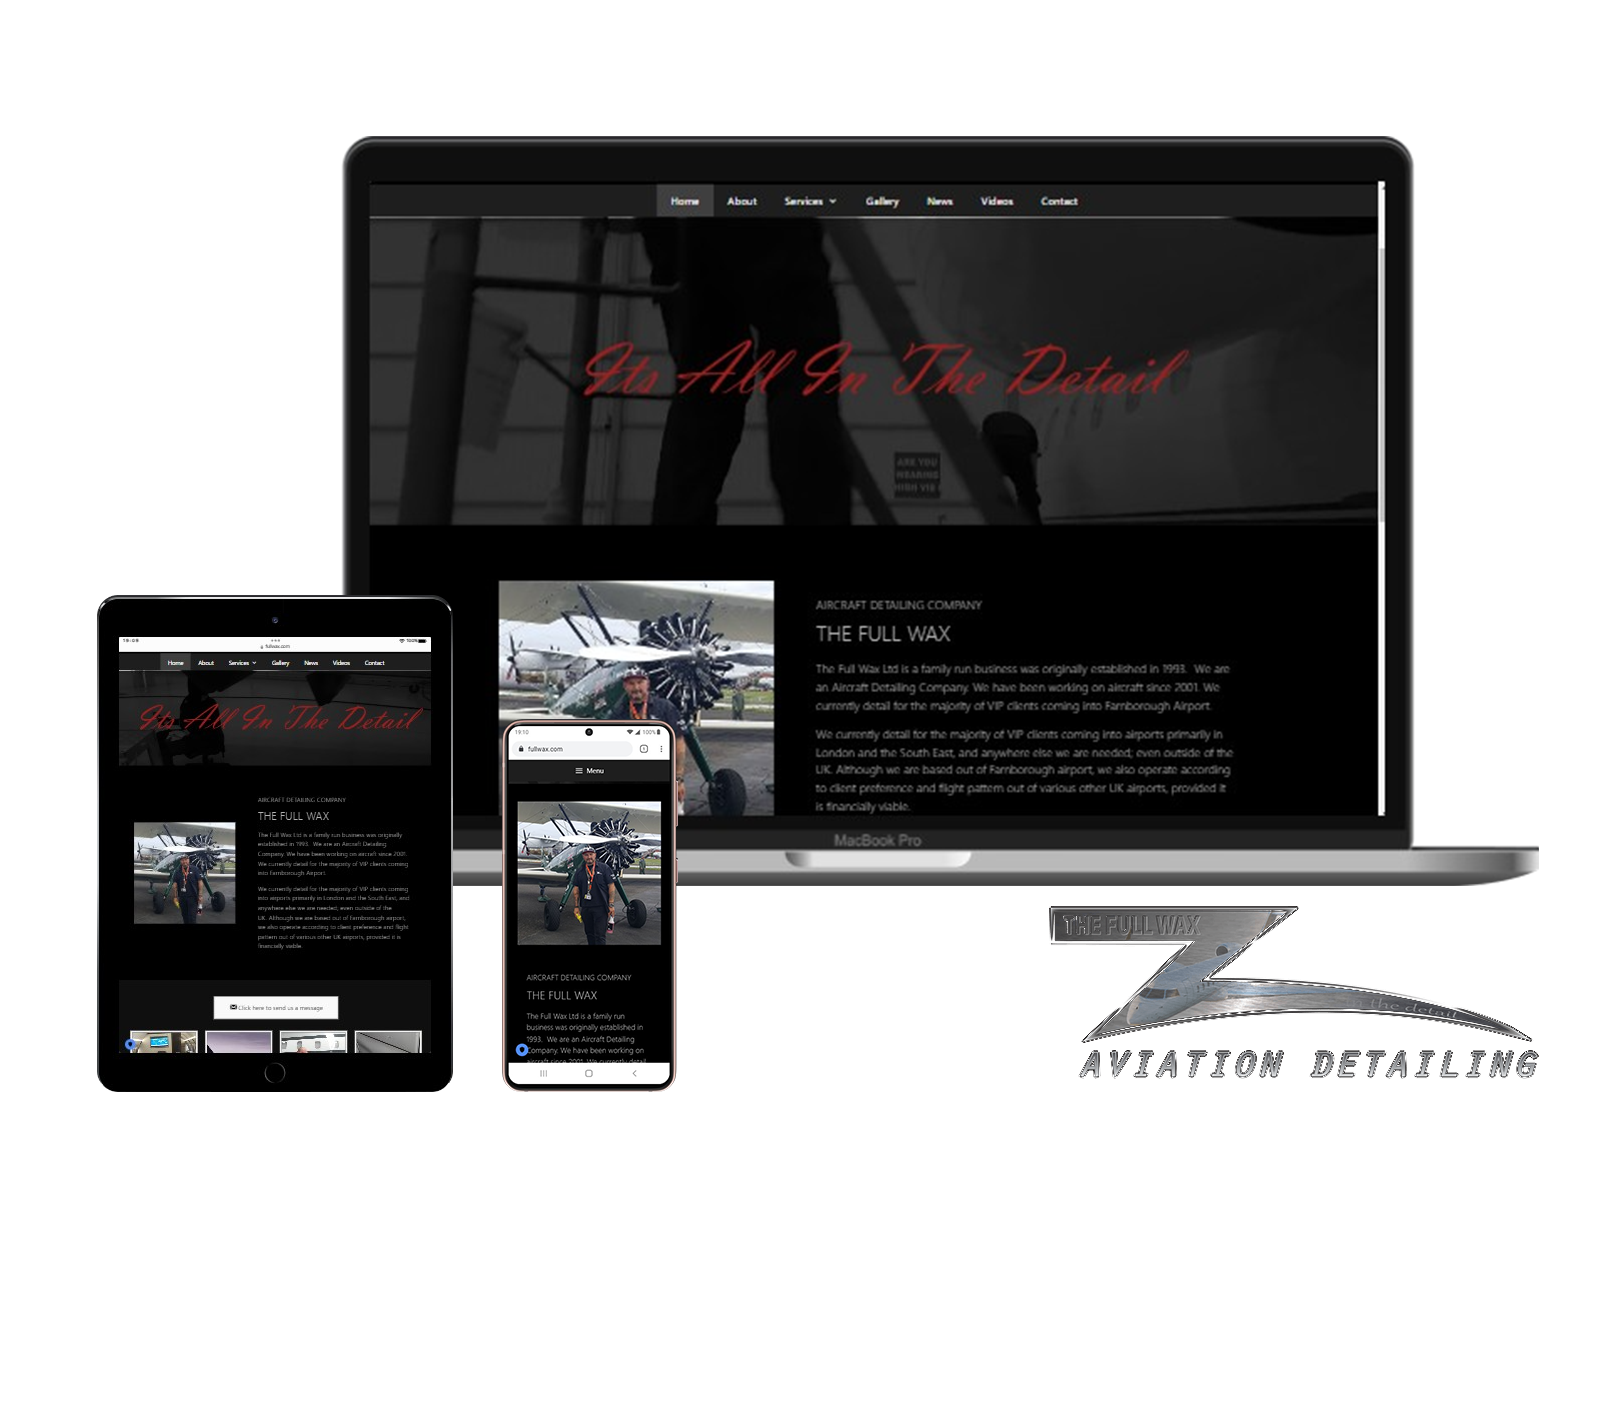 Home About Services Gallery News Videos Contact
Its All In The Detail
ARE YOU
WEARING
HIGH VIS
AIRCRAFT DETAILING COMPANY
THE FULL WAX
The Full Wax Ltd is a family run business was originally established in 1993. We are
an Aircraft Detailing Company. We have been working on aircraft since 2001. We
currently detail for the majority of VIP clients coming into Farnborough Airport.
We currently detail for the majority of VIP clients coming into airports primarily in
London and the South East, and anywhere else we are needed; even outside of the
UK. Although we are based out of Farnborough airport, we also operate according
to client preference and flight pattern out of various other UK airports, provided it
is financially viable.
MacBook Pro
fullwax.com
Home About Services Gallery News Videos Contact
Its All In The Detail
AIRCRAFT DETAILING COMPANY
THE FULL WAX
The Full Wax Ltd is a family run business was originally
established in 1993. We are an Aircraft Detailing
Company. We have been working on aircraft since 2001.
We currently detail for the majority of VIP clients coming
into Farnborough Airport.
We currently detail for the majority of VIP clients coming
into airports primarily in London and the South East, and
anywhere else we are needed; even outside of the
UK. Although we are based out of Farnborough airport,
we also operate according to client preference and flight
pattern out of various other UK airports, provided it is
financially viable.
Click here to send us a message
19:10 100%
fullwax.com
Menu
AIRCRAFT DETAILING COMPANY
THE FULL WAX
The Full Wax Ltd is a family run
business was originally established in
1993. We are an Aircraft Detailing
Company. We have been working on
aircraft since 2001. We currently detail
THE FULL WAX
in the detail
AVIATION DETAILING